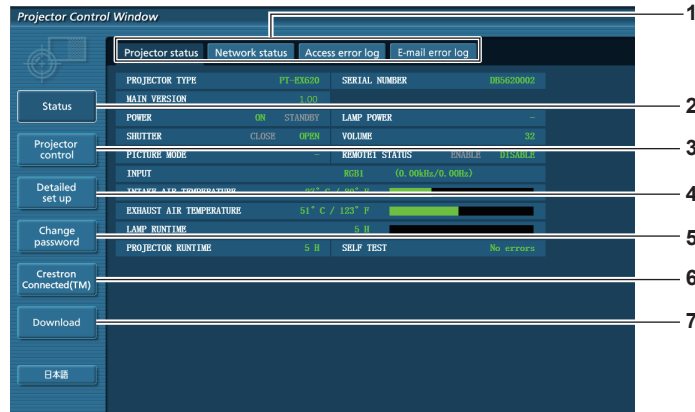 Projector Control Window
1
Projector status Network status Access error log E-mail error log
PROJECTOR TYPE PT-EX620 SERIAL NUMBER DB5620002
MAIN VERSION 1.00
Status
2
POWER ON STANDBY LAMP POWER -
SHUTTER CLOSE OPEN VOLUME 32
Projector control
3
PICTURE MODE - REMOTE1 STATUS ENABLE DISABLE
INPUT RGB1 (0.00kHz/0.00Hz)
Detailed set up
4
INTAKE AIR TEMPERATURE C / F
EXHAUST AIR TEMPERATURE 51° C / 123° F
LAMP RUNTIME 5 H
Change password
5
PROJECTOR RUNTIME 5 H SELF TEST No errors
Crestron Connected(TM)
6
Download
7
日本語